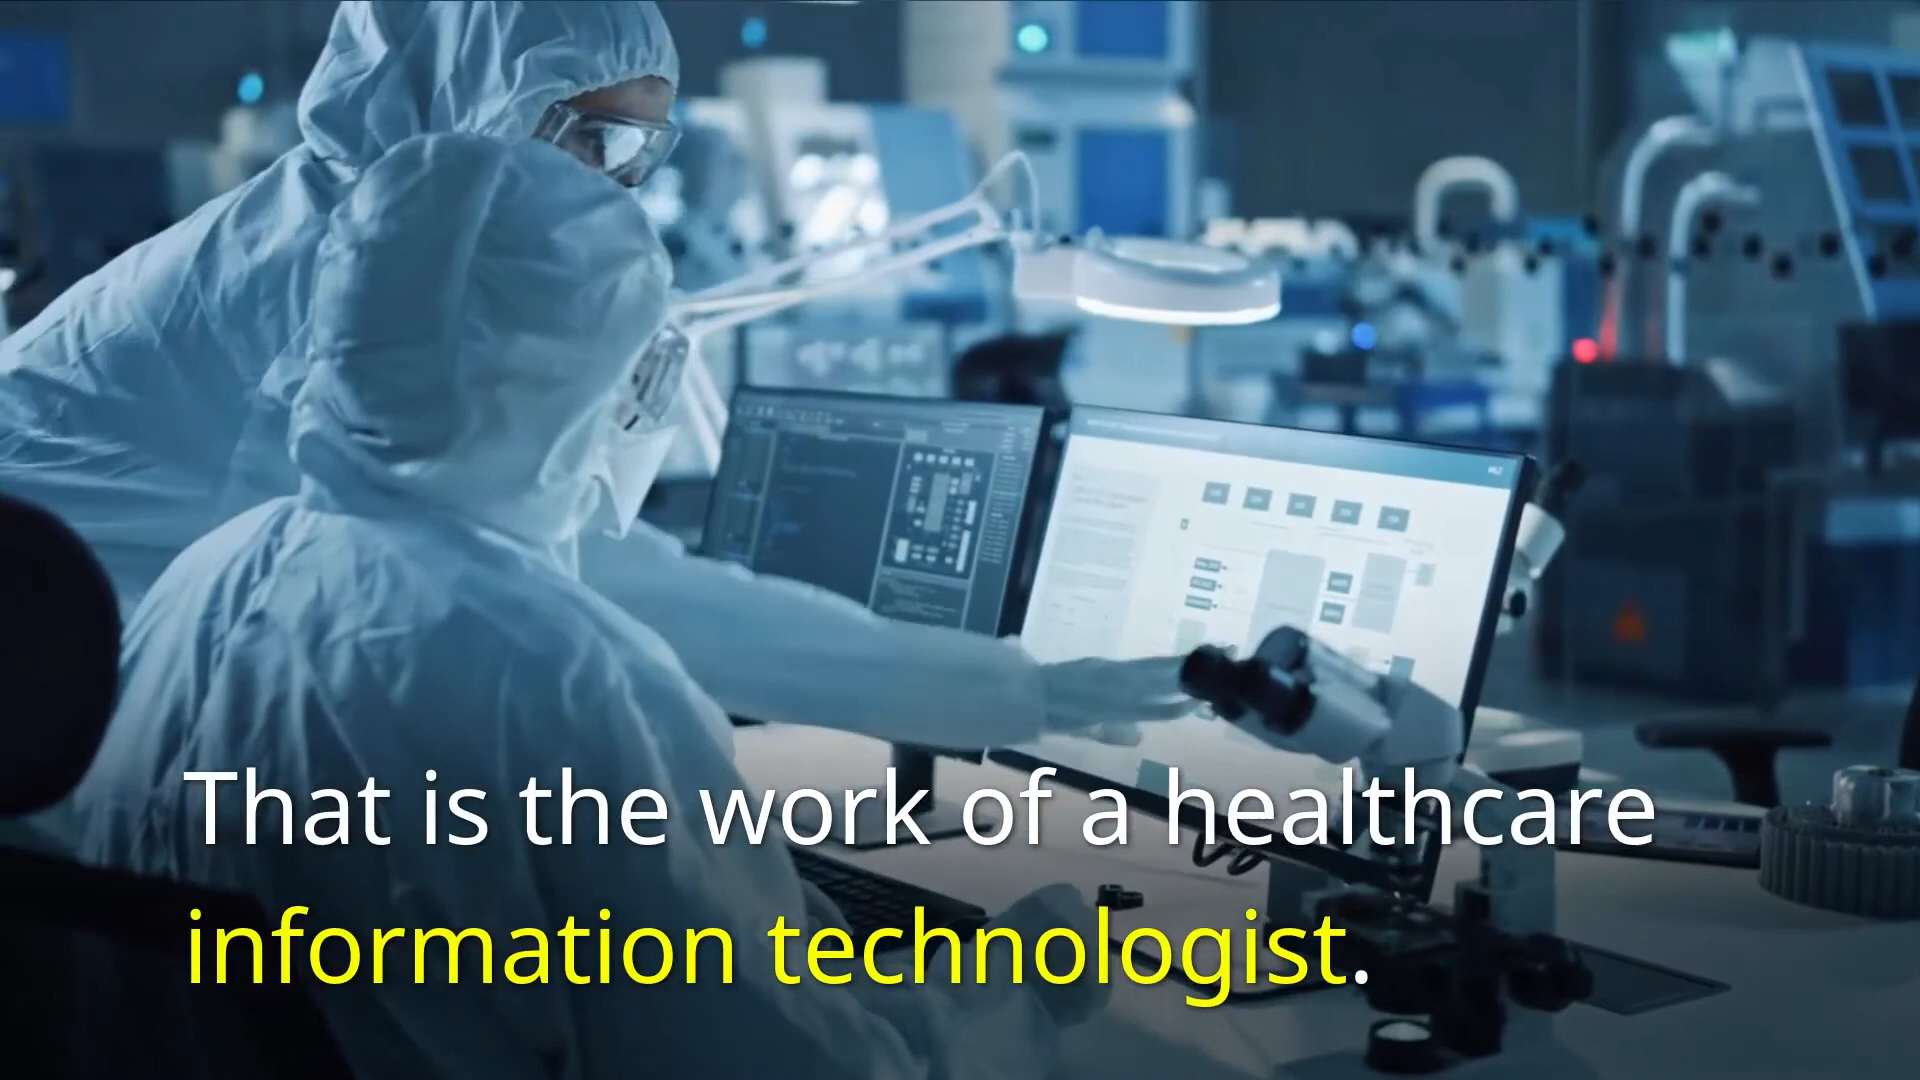 That is the work of a healthcare
information technologist.